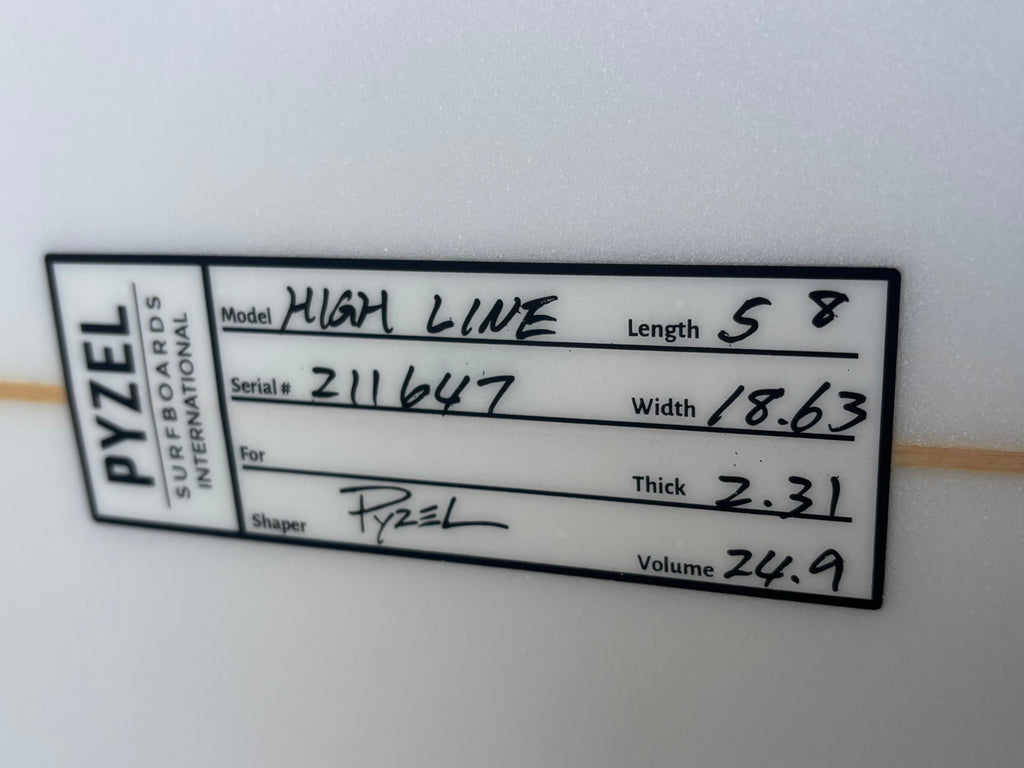 PYZEL
SURFBOARDS
INTERNATIONAL
Model HIGH LINE Length 5 8
Serial # 211647 Width 18.63
For Thick 2.31
Shaper PYZEL Volume 24.9